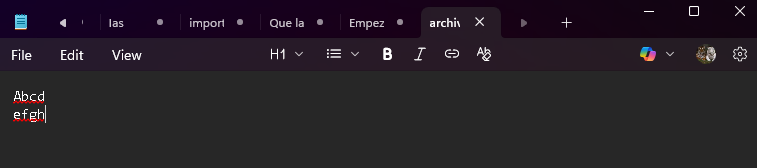 las
import
Que la
Empez
archiv
File Edit View H1 B I
Abcd
efgh